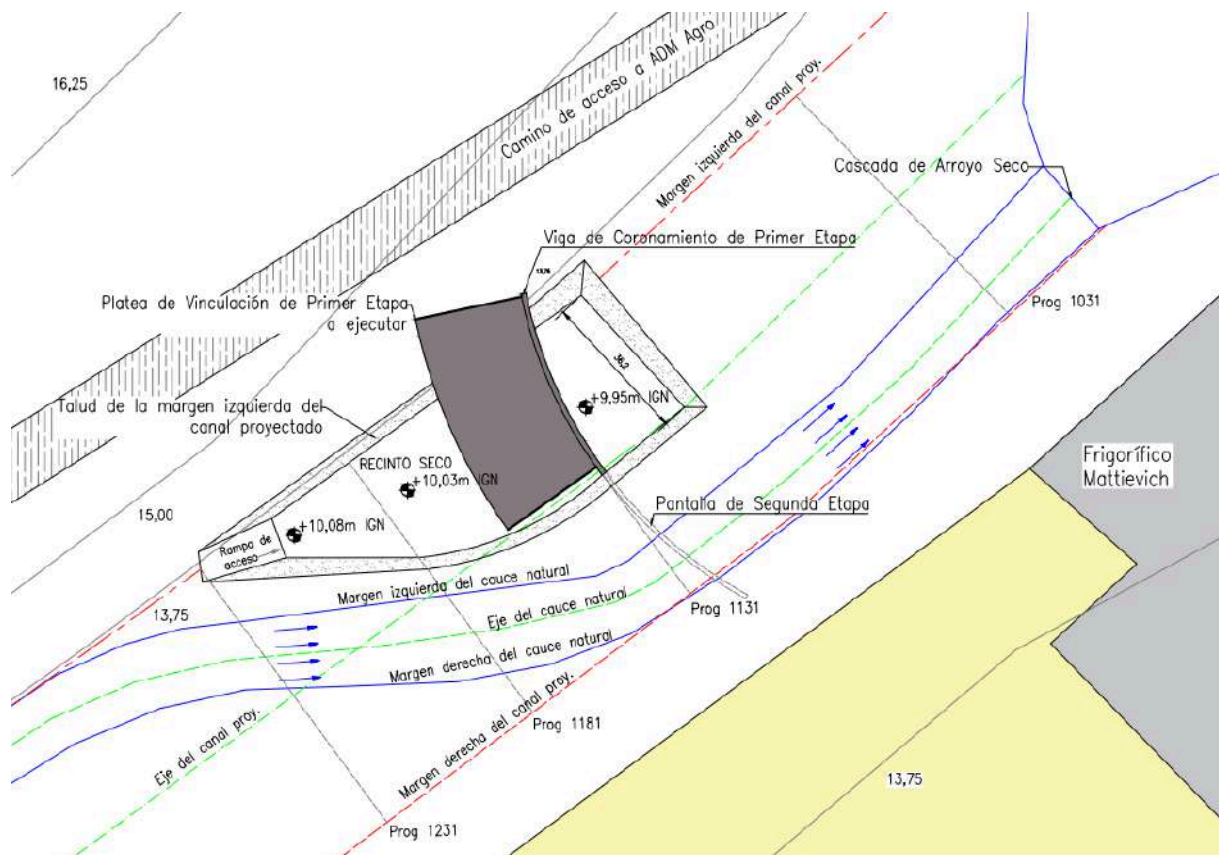 16,25
Camino de acceso a ADM Agro
Margen izquierda del canal proy.
Cascada de Arroyo Seco
Viga de Coronamiento de Primer Etapa
13,75
Platea de Vinculación de Primer Etapa
a ejecutar
Prog 1031
36,2
+9,95m IGN
Talud de la margen izquierda del
canal proyectado
RECINTO SECO
+10,03m IGN
Frigorífico
Mattievich
15,00
+10,08m IGN
Pantalla de Segunda Etapa
Rampa de
acceso
Margen izquierda del cauce natural
13,75
Prog 1131
Eje del cauce natural
Margen derecha del cauce natural
Eje del canal proy.
Prog 1181
Margen derecha del canal proy.
13,75
Prog 1231